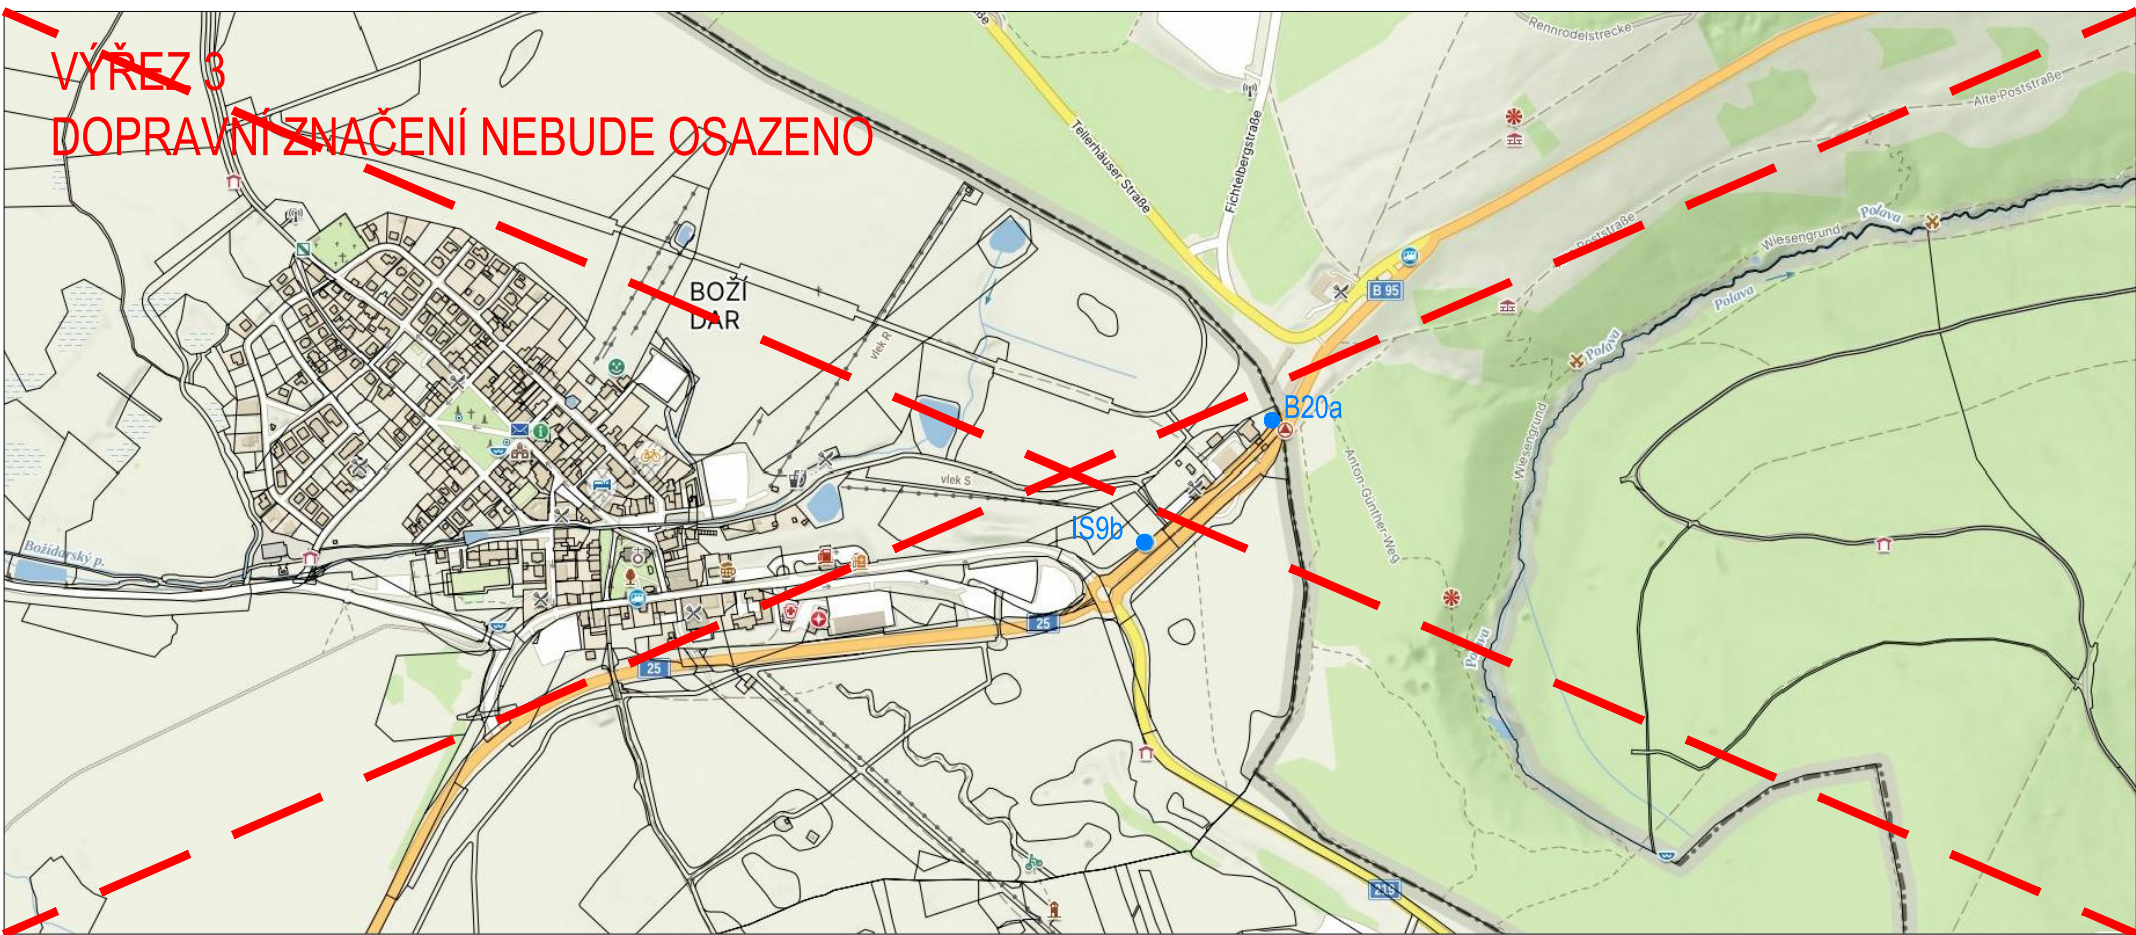 VÝŘEZ 3
DOPRAVNÍ ZNAČENÍ NEBUDE OSAZENO
Rennrodelstrecke
Alte Poststraße
Tellerhäuser Straße
Fichtelbergstraße
Poststraße
Polava
Wiesengrund
Polava
BOŽÍ
DAR
B 95
vlek R
Polava
B20a
Wiesengrund
Anton-Günther-Weg
vlek S
IS9b
Božídarský p.
25
25
219